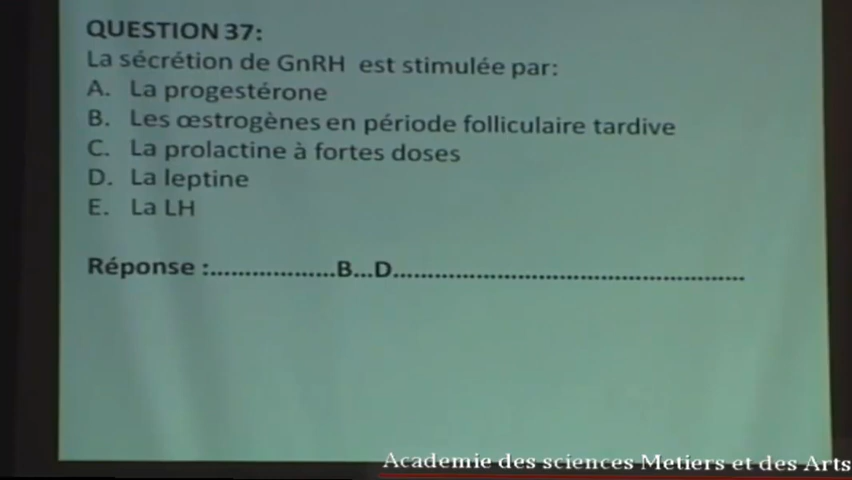 QUESTION 37:
La sécrétion de GnRH est stimulée par:
A. La progestérone
B. Les œstrogènes en période folliculaire tardive
C. La prolactine à fortes doses
D. La leptine
E. La LH
Réponse :..................B...D..................................................
Academie des sciences Metiers et des Arts